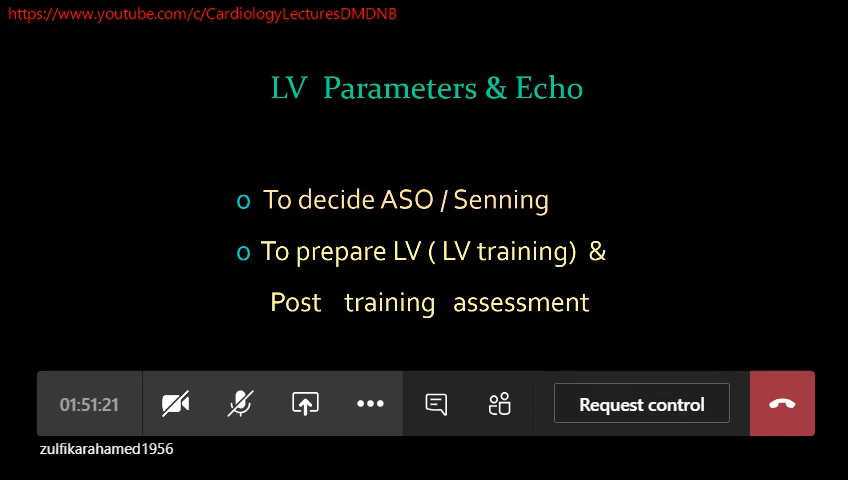 https://www.youtube.com/c/CardiologyLecturesDMDNB
LV Parameters & Echo
o To decide ASO / Senning
o To prepare LV ( LV training) &
Post training assessment
01:51:21
Request control
zulfikarahamed1956